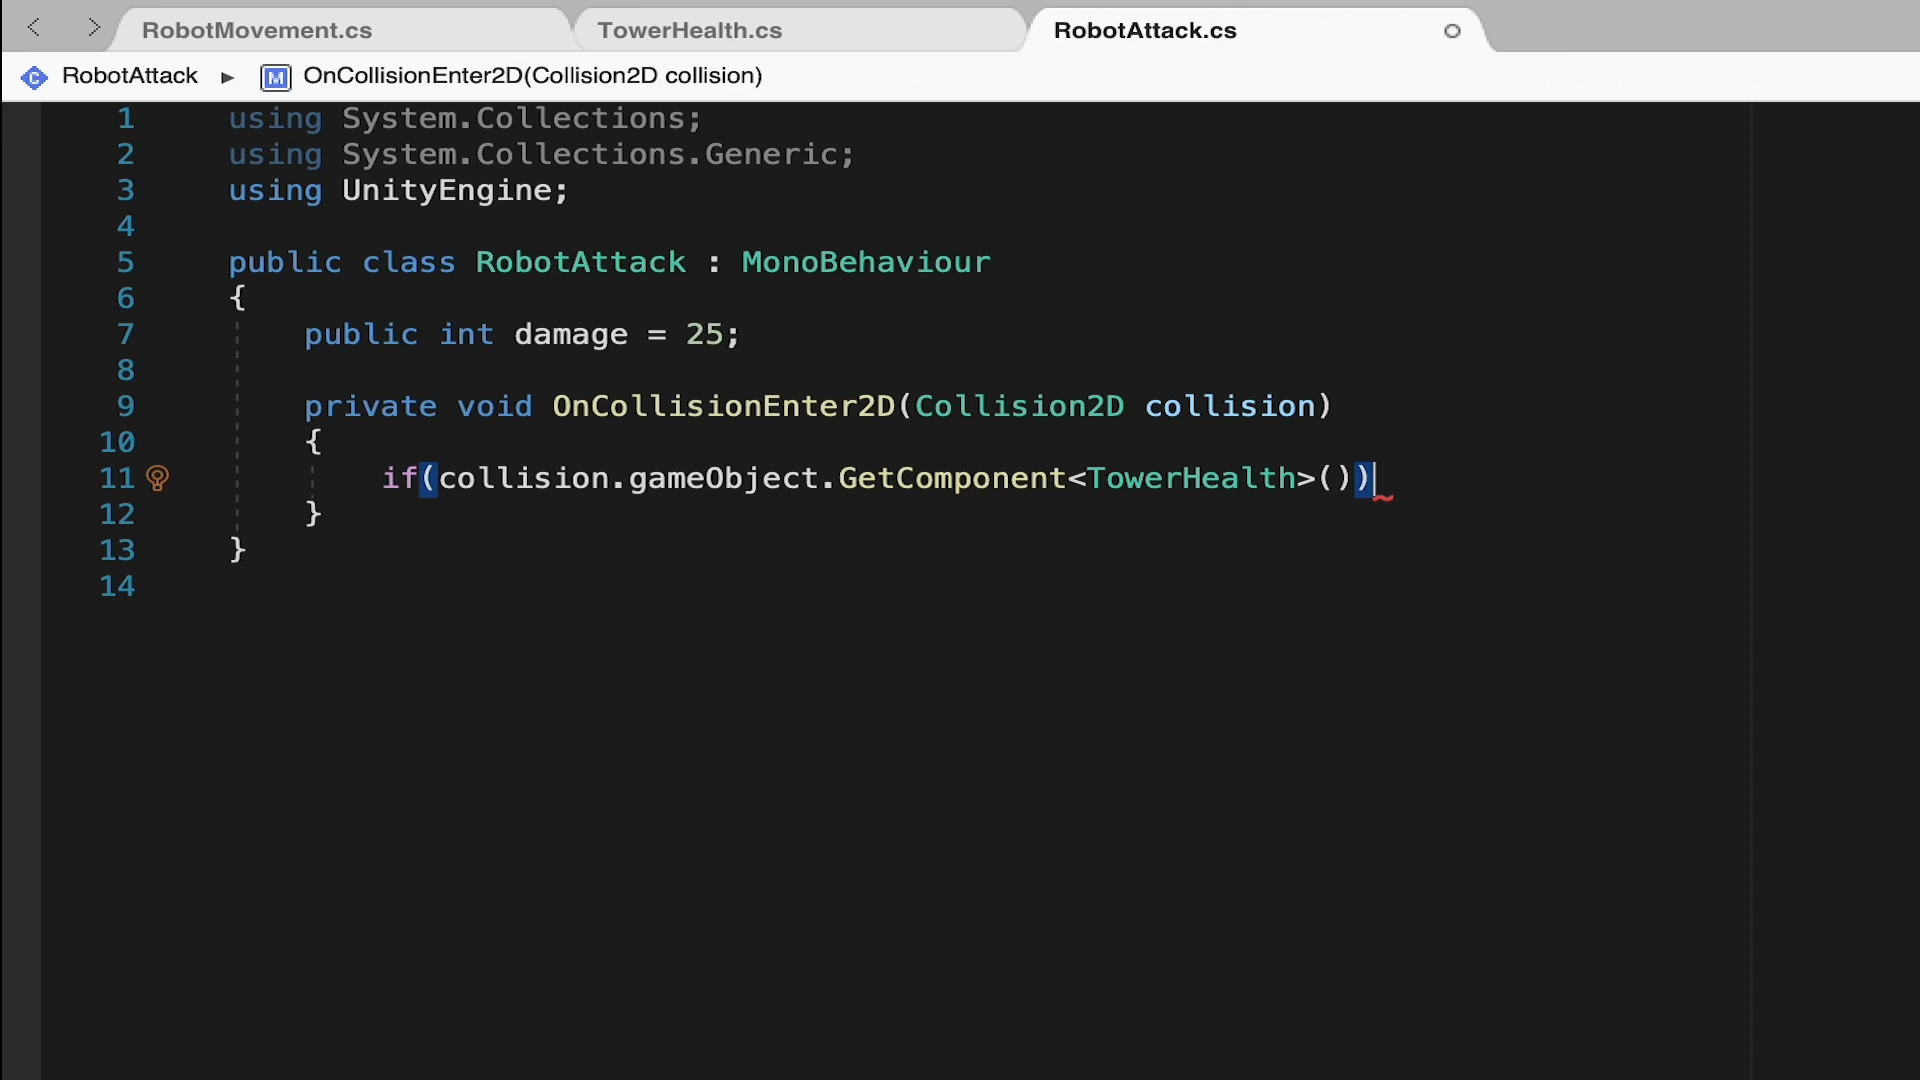 RobotMovement.cs TowerHealth.cs RobotAttack.cs
RobotAttack ▶ M OnCollisionEnter2D(Collision2D collision)
1 using System.Collections;
2 using System.Collections.Generic;
3 using UnityEngine;
4
5 public class RobotAttack : MonoBehaviour
6 {
7 public int damage = 25;
8
9 private void OnCollisionEnter2D(Collision2D collision)
10 {
11 if(collision.gameObject.GetComponent<TowerHealth>())
12 }
13 }
14